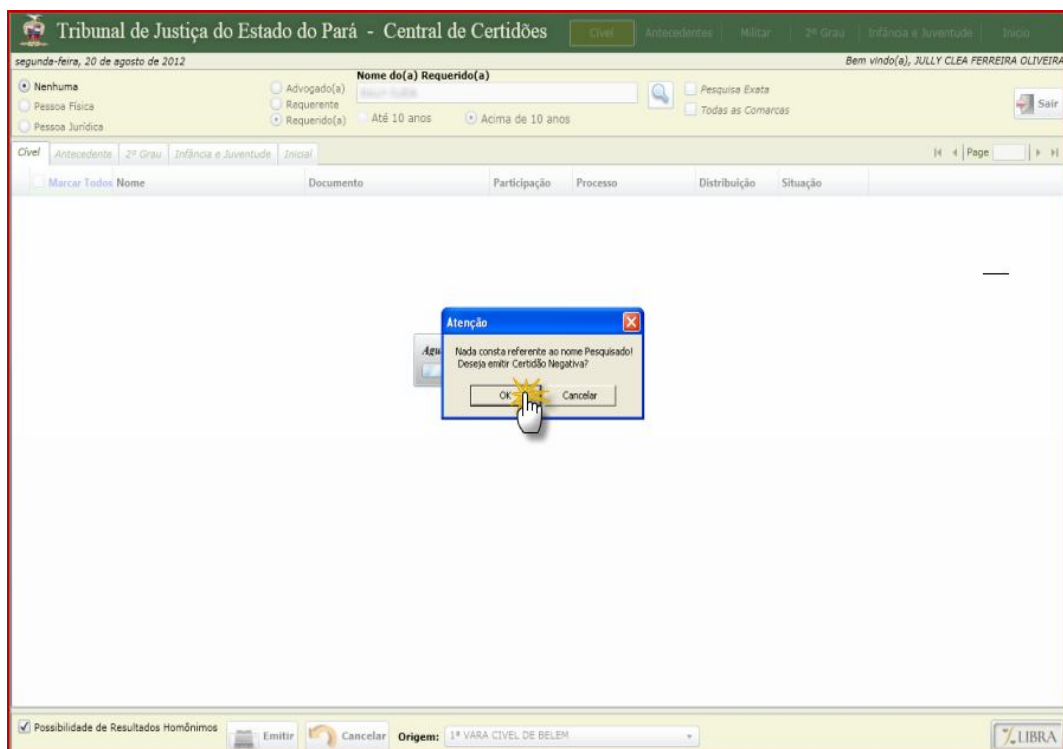 Tribunal de Justiça do Estado do Pará - Central de Certidões
Cível Antecedentes Militar 2º Grau Infância e Juventude Inicio
segunda-feira, 20 de agosto de 2012 Bem vindo(a), JULLY CLEA FERREIRA OLIVEIRA
Nome do(a) Requerido(a)
Nenhuma Advogado(a) Pesquisa Exata
Pessoa Física Requerente Todas as Comarcas Sair
Pessoa Jurídica Requerido(a) Até 10 anos Acima de 10 anos
Cível Antecedente 2º Grau Infância e Juventude Inicial Page
Marcar Todos Nome Documento Participação Processo Distribuição Situação
Atenção
Nada consta referente ao nome Pesquisado!
Deseja emitir Certidão Negativa?
OK Cancelar
Possibilidade de Resultados Homônimos Emitir Cancelar Origem: 1ª VARA CIVEL DE BELEM LIBRA